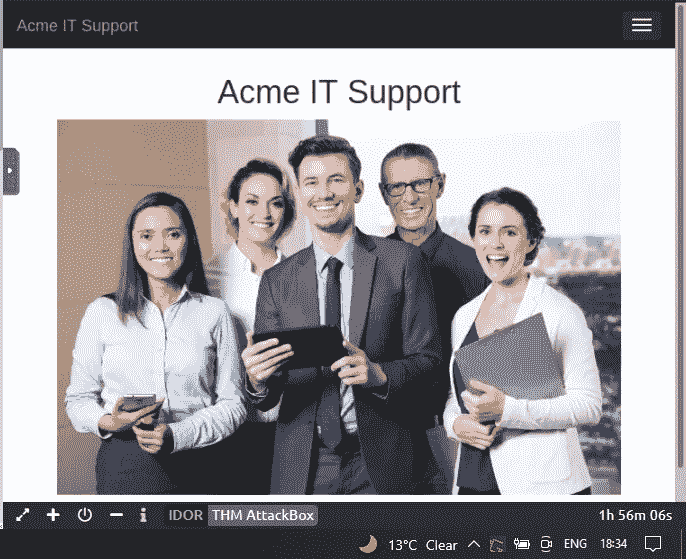 Acme IT Support
Acme IT Support
IDOR THM AttackBox 1h 56m 06s
13°C Clear ENG 18:34